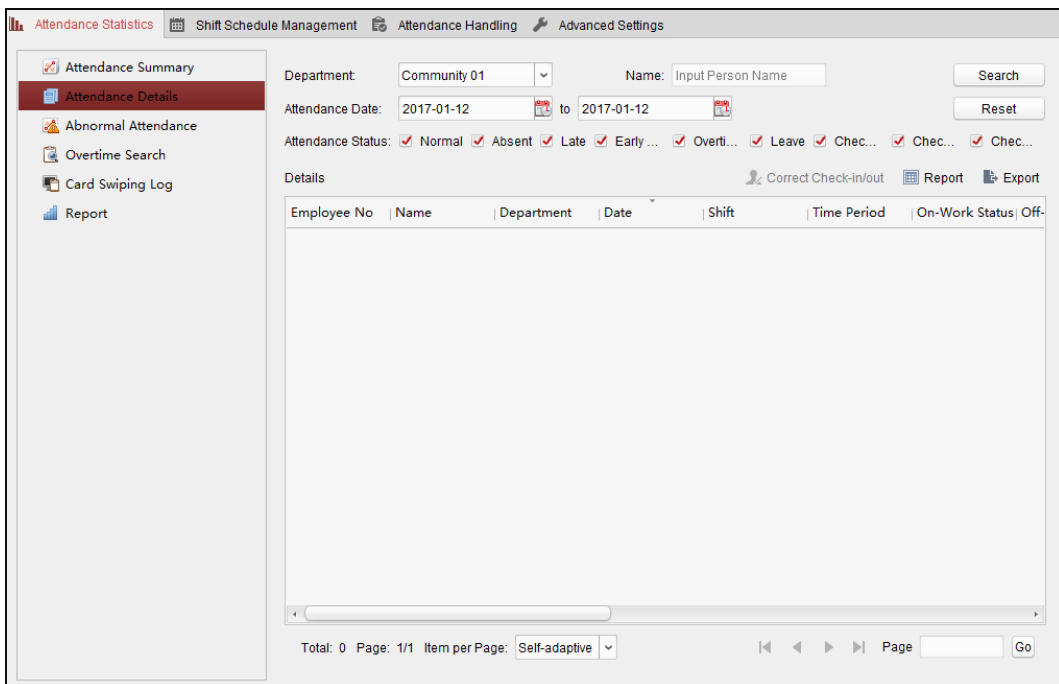 Attendance Statistics Shift Schedule Management Attendance Handling Advanced Settings
Attendance Summary
Attendance Details
Abnormal Attendance
Overtime Search
Card Swiping Log
Report
Department: Community 01 Name: Input Person Name Search
Attendance Date: 2017-01-12 to 2017-01-12 Reset
Attendance Status: Normal Absent Late Early ... Overti... Leave Chec... Chec... Chec...
Details Correct Check-in/out Report Export
Employee No Name Department Date Shift Time Period On-Work Status Off-
Total: 0 Page: 1/1 Item per Page: Self-adaptive Page Go